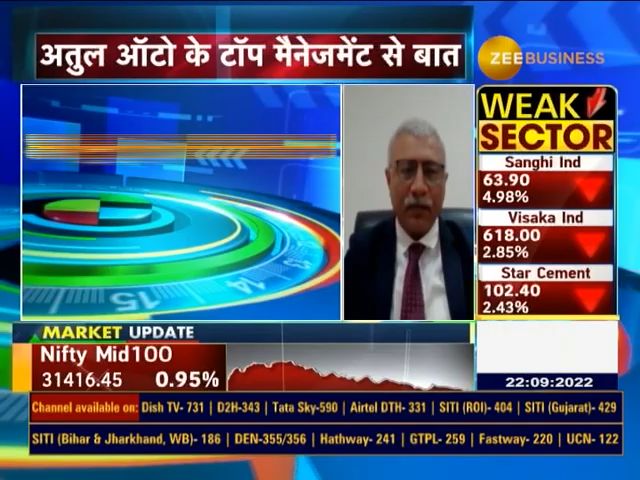 अतुल ऑटो के टॉप मैनेजमेंट से बात
ZEEBUSINESS
WEAK
SECTOR
Sanghi Ind
63.90
4.98%
Visaka Ind
618.00
2.85%
Star Cement
102.40
2.43%
15
MARKET UPDATE
Nifty Mid100
31416.45 0.95%
22:09:2022
Channel available on: Dish TV- 731 | D2H-343 | Tata Sky-590 | Airtel DTH- 331 | SITI (ROI)- 404 | SITI (Gujarat)- 429
SITI (Bihar & Jharkhand, WB)- 186 | DEN-355/356 | Hathway- 241 | GTPL- 259 | Fastway- 220 | UCN- 122